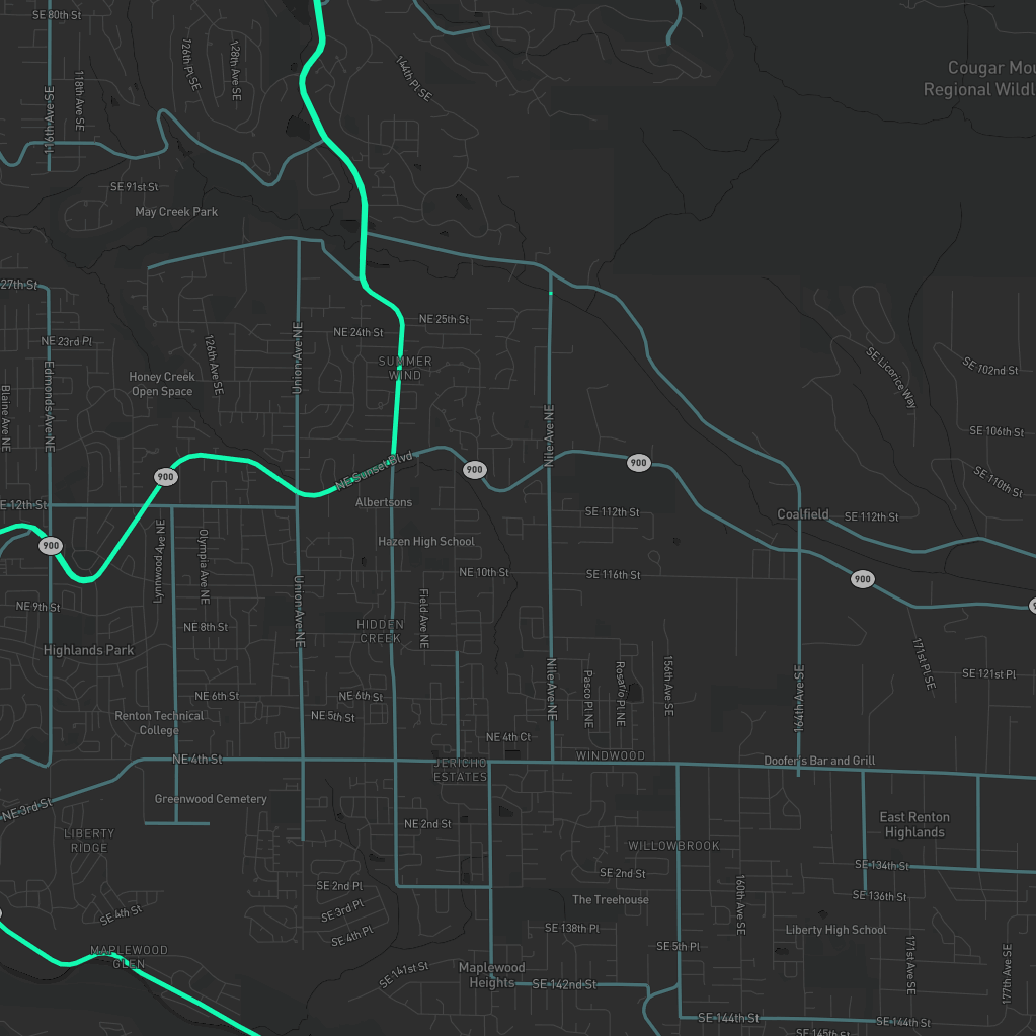 SE 80th St
126th Pl SE
128th Ave SE
144th Pl SE
118th Ave SE
116th Ave SE
Cougar Mou
Regional Wildl
SE 91st St
May Creek Park
27th St
NE 25th St
NE 24th St
Union Ave NE
NE 23rd Pl
126th Ave SE
SUMMER
WIND
Honey Creek
Open Space
Edmonds Ave NE
Blaine Ave NE
SE Licorice Way
SE 102nd St
Nile Ave NE
SE 106th St
NE Sunset Blvd
900
900
900
SE 110th St
E 12th St
Albertsons
SE 112th St
Coalfield
SE 112th St
900
Hazen High School
Lynnwood Ave NE
Olympia Ave NE
NE 10th St
SE 116th St
900
NE 9th St
Union Ave NE
Field Ave NE
NE 8th St
HIDDEN
CREEK
Highlands Park
171st Pl SE
SE 121st Pl
Nile Ave NE
Pasco Pl NE
Rosario Pl NE
156th Ave SE
164th Ave SE
NE 6th St
NE 6th St
Renton Technical
College
NE 5th St
NE 4th Ct
WINDWOOD
NE 4th St
JERICHO
ESTATES
Doofer's Bar and Grill
Greenwood Cemetery
NE 3rd St
NE 2nd St
East Renton
Highlands
LIBERTY
RIDGE
WILLOWBROOK
SE 134th St
SE 2nd St
SE 2nd Pl
SE 136th St
The Treehouse
160th Ave SE
SE 3rd Pl
SE 4th St
SE 138th Pl
Liberty High School
SE 4th Pl
SE 5th Pl
MAPLEWOOD
GLEN
171st Ave SE
177th Ave SE
SE 141st St
Maplewood
Heights
SE 142nd St
SE 144th St
SE 144th St
SE 145th St